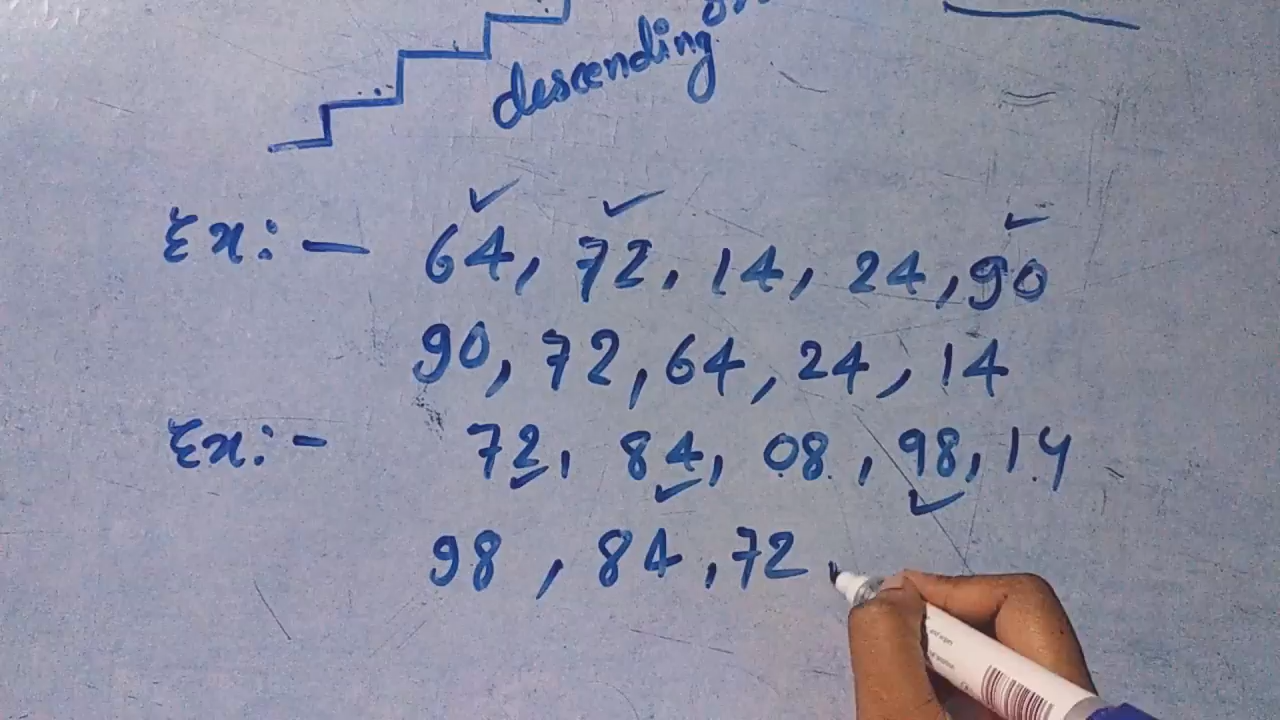 descending
Ex:- 64, 72, 14, 24, 90
90, 72, 64, 24, 14
Ex:- 72, 84, 08, 98, 14
98, 84, 72,